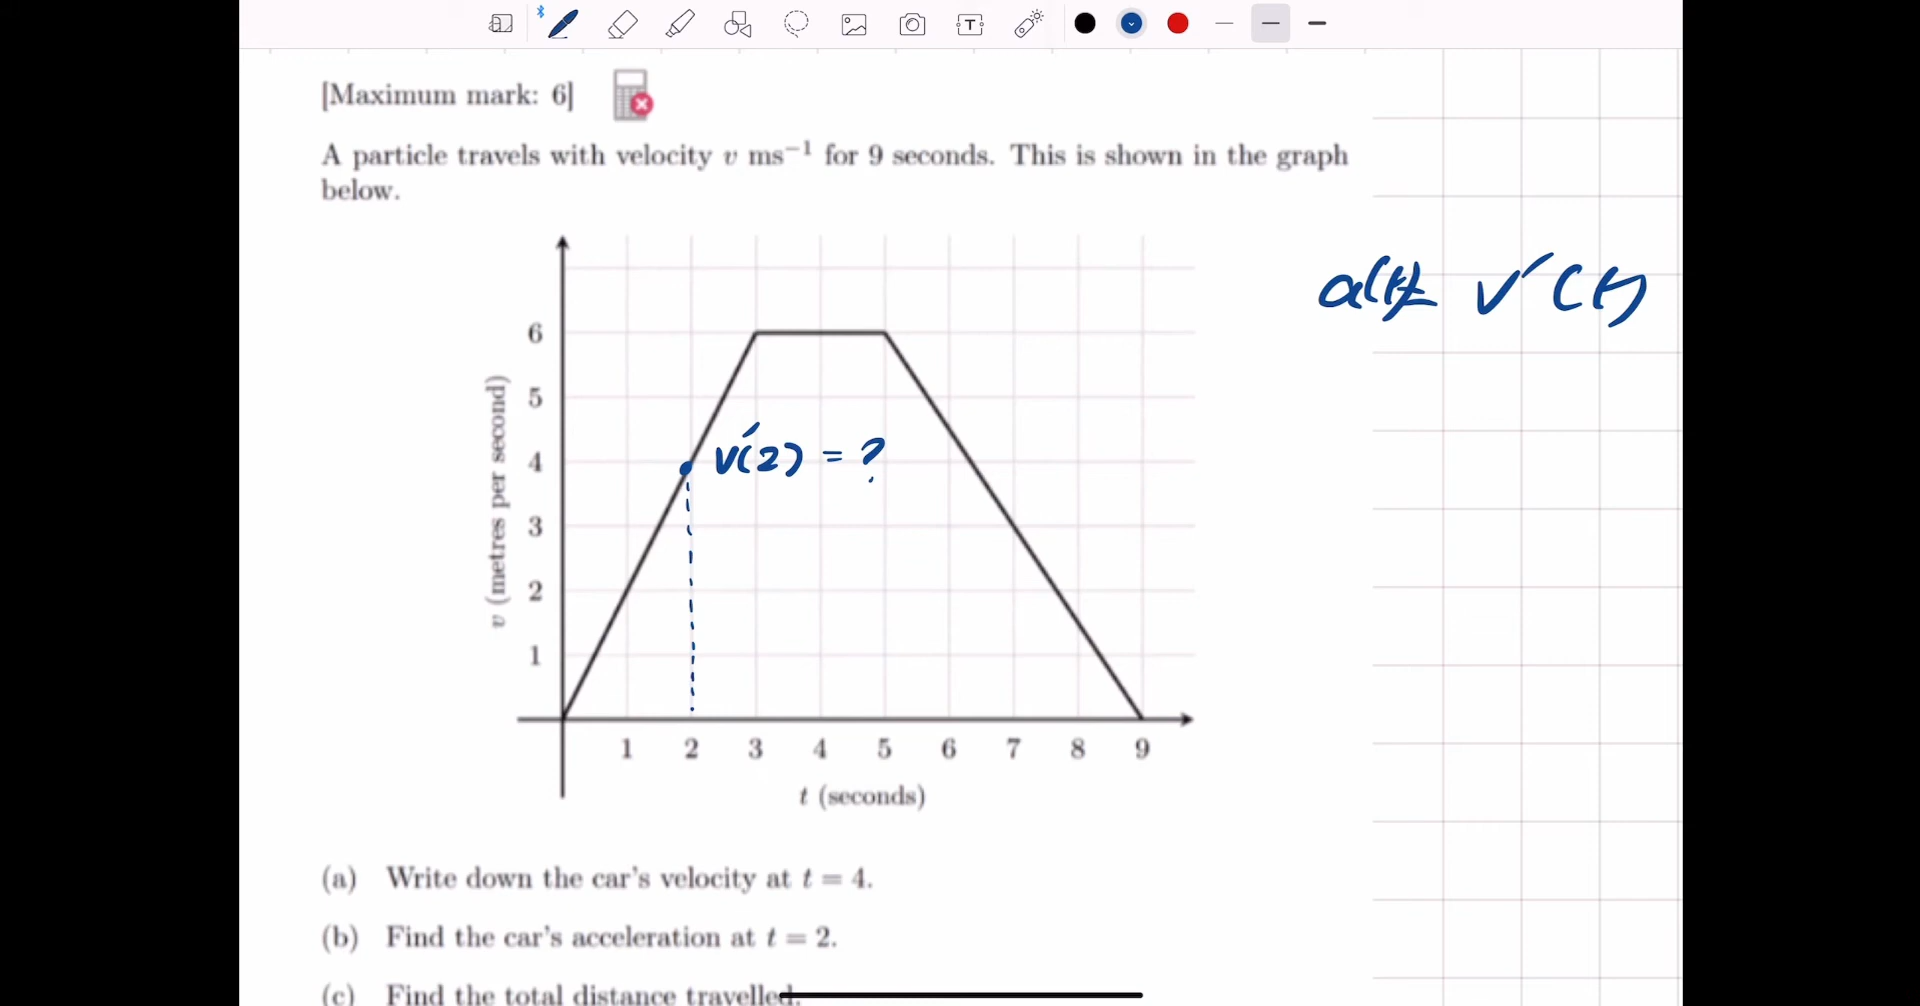 [Maximum mark: 6]
A particle travels with velocity v ms⁻¹ for 9 seconds. This is shown in the graph
below.
a(t) = v′(t)
6
5
v′(2) = ?
4
3
2
1
v (metres per second)
1 2 3 4 5 6 7 8 9
t (seconds)
(a) Write down the car's velocity at t = 4.
(b) Find the car's acceleration at t = 2.
(c) Find the total distance travelled.